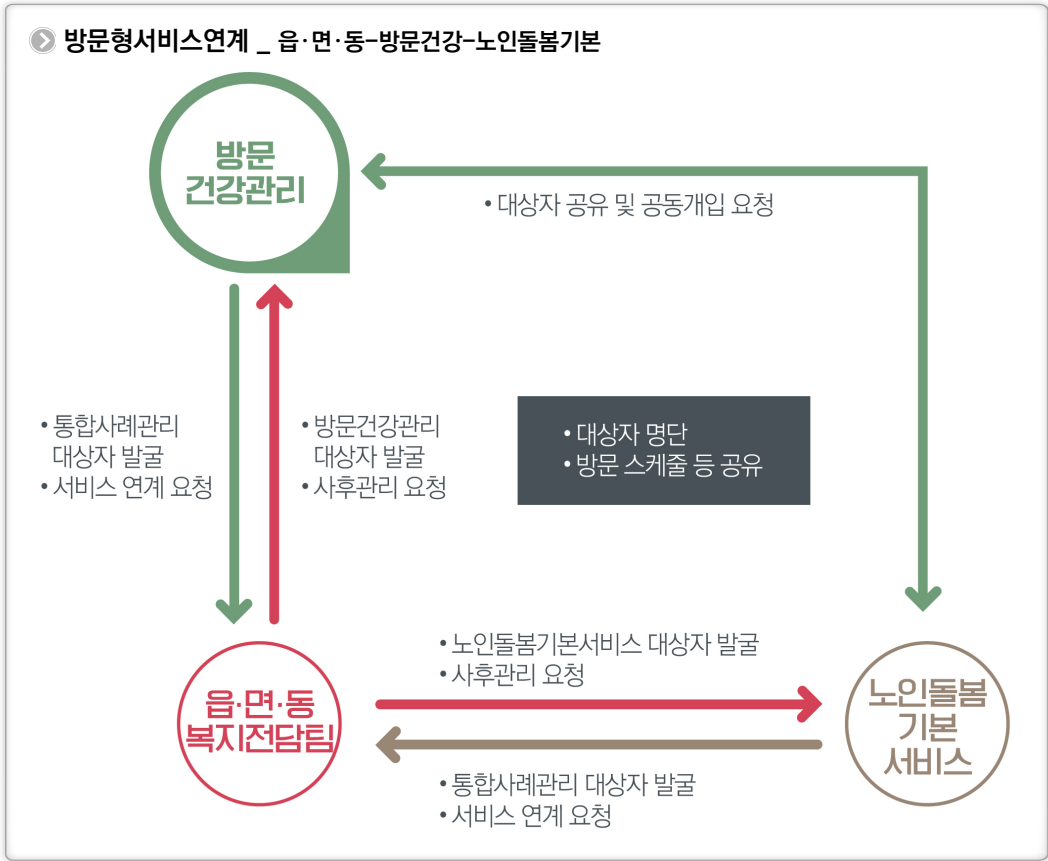 방문형서비스연계 _ 읍·면·동-방문건강-노인돌봄기본
방문
건강관리
• 대상자 공유 및 공동개입 요청
• 통합사례관리
대상자 발굴
• 서비스 연계 요청
• 방문건강관리
대상자 발굴
• 사후관리 요청
• 대상자 명단
• 방문 스케줄 등 공유
읍·면·동
복지전담팀
• 노인돌봄기본서비스 대상자 발굴
• 사후관리 요청
• 통합사례관리 대상자 발굴
• 서비스 연계 요청
노인돌봄
기본
서비스